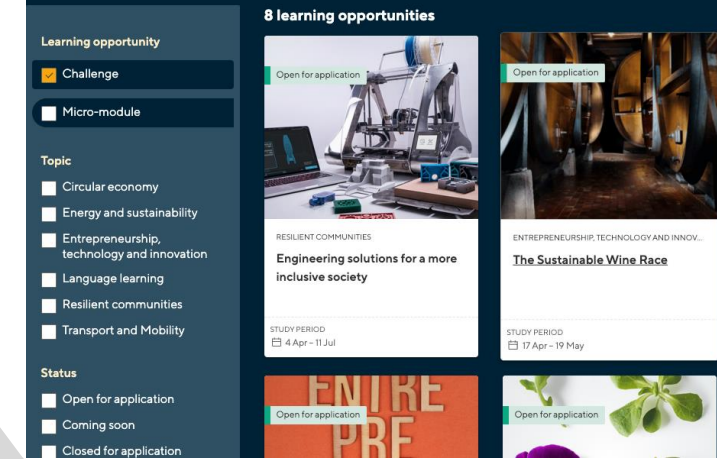 8 learning opportunities
Learning opportunity
Challenge
Micro-module
Topic
Circular economy
Energy and sustainability
Entrepreneurship,
technology and innovation
Language learning
Resilient communities
Transport and Mobility
Status
Open for application
Coming soon
Closed for application
Open for application
RESILIENT COMMUNITIES
Engineering solutions for a more
inclusive society
STUDY PERIOD
4 Apr - 11 Jul
Open for application
ENTREPRENEURSHIP, TECHNOLOGY AND INNOV...
The Sustainable Wine Race
STUDY PERIOD
17 Apr - 19 May
Open for application
ENTRE
PRE
Open for application